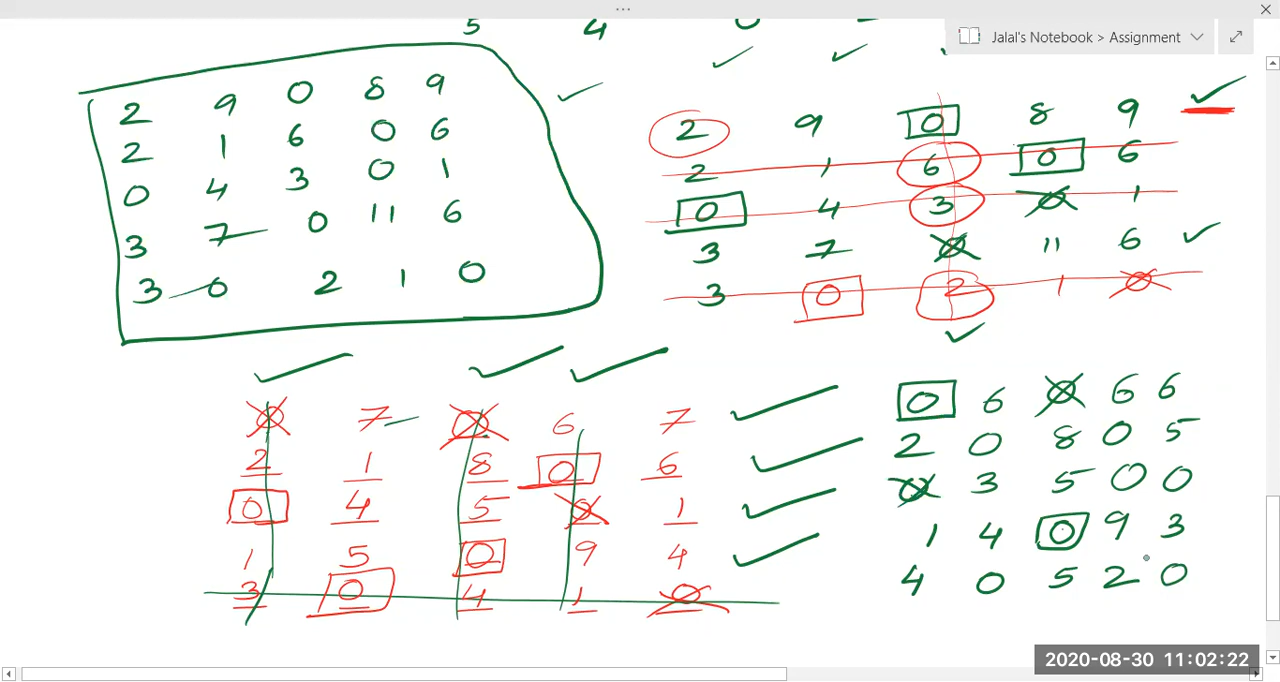 5 4
Jalal's Notebook > Assignment
2 9 0 8 9
2 1 6 0 6
0 4 3 0 1
3 7 0 11 6
3 0 2 1 0
2 9 0 8 9
2 1 6 0 6
0 4 3 0 1
3 7 0 11 6
3 0 2 1 0
0 7 0 6 7
2 1 8 0 6
0 4 5 0 1
1 5 0 9 4
3 0 4 1 0
0 6 0 6 6
2 0 8 0 5
0 3 5 0 0
1 4 0 9 3
4 0 5 2 0
2020-08-30 11:02:22